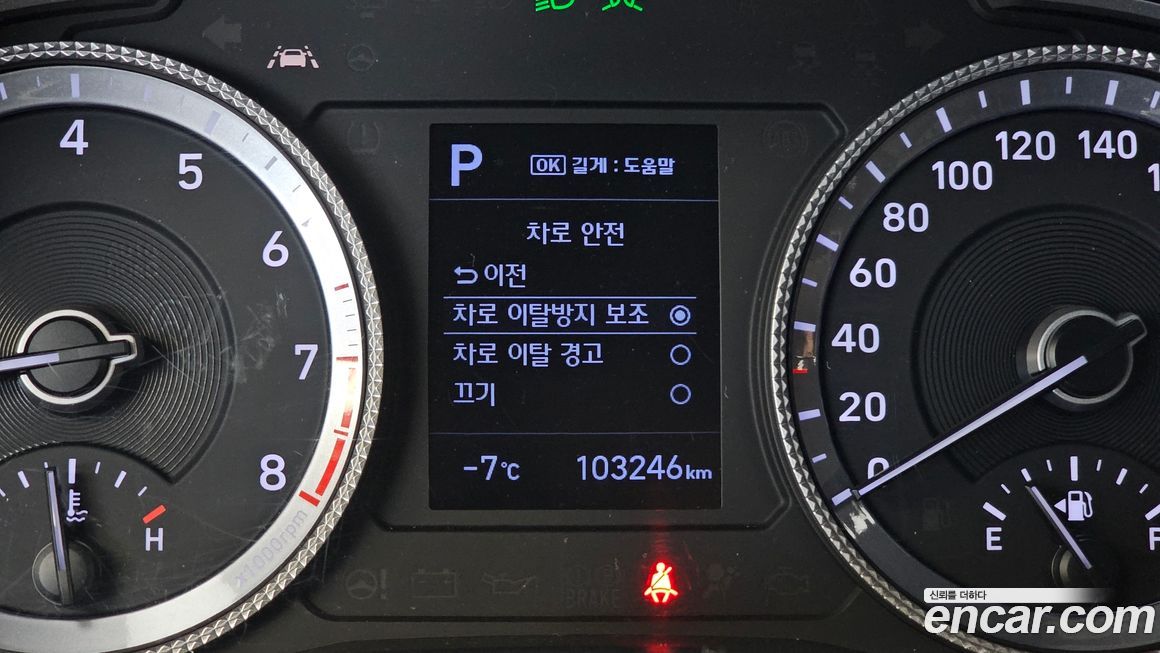 4
5
6
7
8
H
x1000rpm
P
OK 길게 : 도움말
차로 안전
이전
차로 이탈방지 보조
차로 이탈 경고
끄기
-7℃
103246km
BRAKE
140
120
100
80
60
40
20
0
E
F
신뢰를 더하다
encar.com